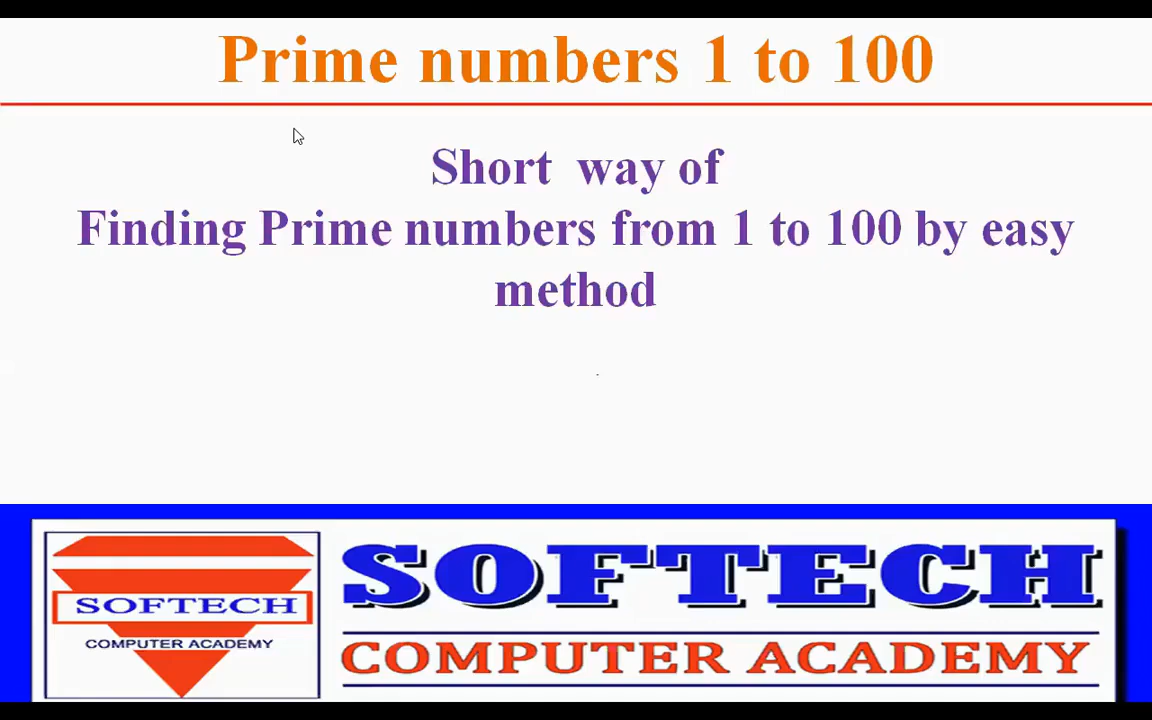 Prime numbers 1 to 100
Short way of
Finding Prime numbers from 1 to 100 by easy
method
SOFTECH
COMPUTER ACADEMY
SOFTECH
COMPUTER ACADEMY